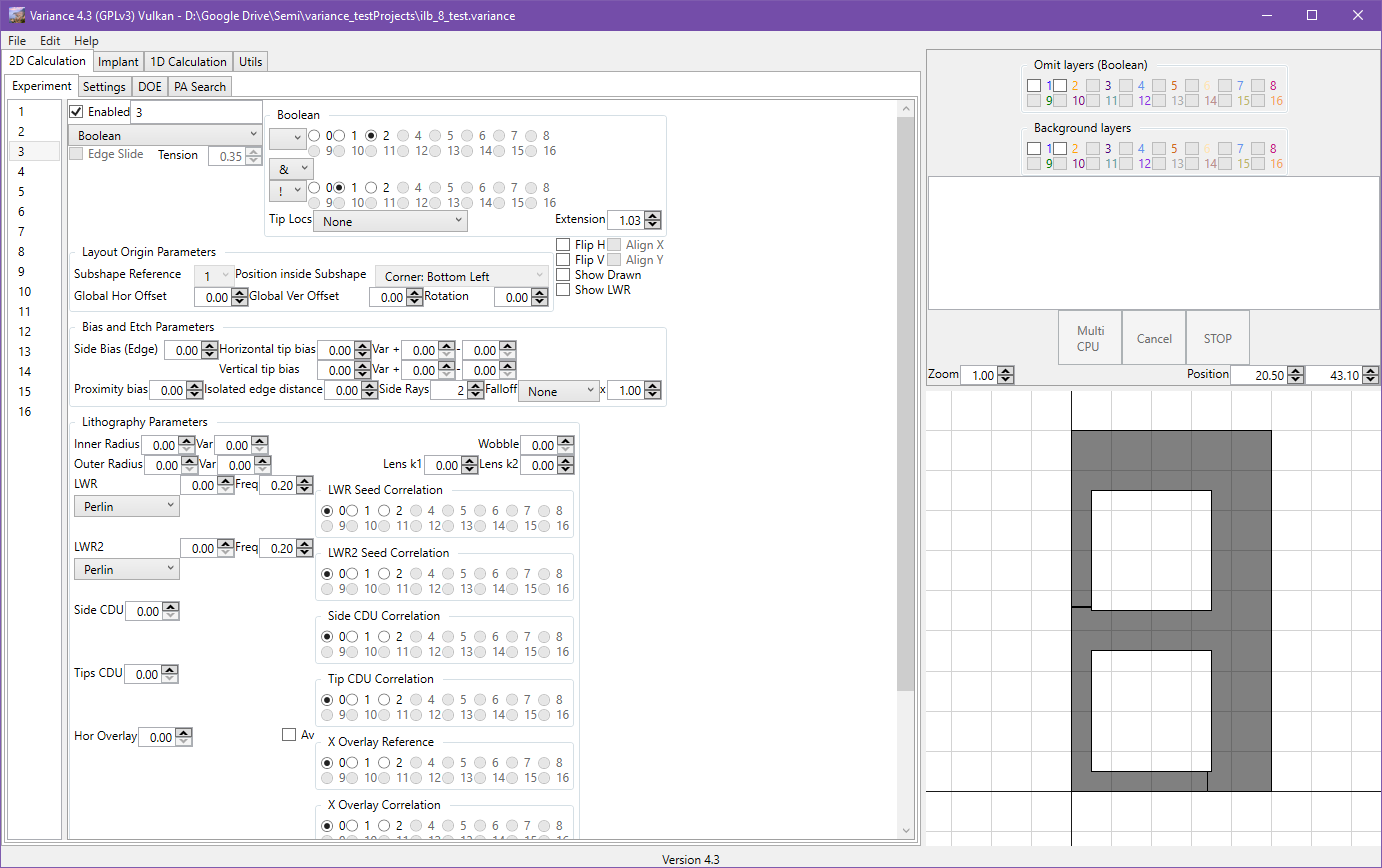 Variance 4.3 (GPLv3) Vulkan - D:\Google Drive\Semi\variance_testProjects\ilb_8_test.variance
File Edit Help
2D Calculation Implant 1D Calculation Utils
Experiment Settings DOE PA Search
1
2
3
4
5
6
7
8
9
10
11
12
13
14
15
16
Enabled 3
Boolean
Edge Slide Tension 0.35
Boolean
0 1 2 4 5 6 7 8
9 10 11 12 13 14 15 16
&
! 0 1 2 4 5 6 7 8
9 10 11 12 13 14 15 16
Tip Locs None Extension 1.03
Layout Origin Parameters
Subshape Reference 1 Position inside Subshape Corner: Bottom Left
Global Hor Offset 0.00 Global Ver Offset 0.00 Rotation 0.00
Flip H Align X
Flip V Align Y
Show Drawn
Show LWR
Bias and Etch Parameters
Side Bias (Edge) 0.00 Horizontal tip bias 0.00 Var + 0.00 - 0.00
Vertical tip bias 0.00 Var + 0.00 - 0.00
Proximity bias 0.00 Isolated edge distance 0.00 Side Rays 2 Falloff None x 1.00
Lithography Parameters
Inner Radius 0.00 Var 0.00 Wobble 0.00
Outer Radius 0.00 Var 0.00 Lens k1 0.00 Lens k2 0.00
LWR 0.00 Freq 0.20
Perlin
LWR Seed Correlation
0 1 2 4 5 6 7 8
9 10 11 12 13 14 15 16
LWR2 0.00 Freq 0.20
Perlin
LWR2 Seed Correlation
0 1 2 4 5 6 7 8
9 10 11 12 13 14 15 16
Side CDU 0.00
Side CDU Correlation
0 1 2 4 5 6 7 8
9 10 11 12 13 14 15 16
Tips CDU 0.00
Tip CDU Correlation
0 1 2 4 5 6 7 8
9 10 11 12 13 14 15 16
Hor Overlay 0.00 Av
X Overlay Reference
0 1 2 4 5 6 7 8
9 10 11 12 13 14 15 16
X Overlay Correlation
0 1 2 4 5 6 7 8
Omit layers (Boolean)
1 2 3 4 5 6 7 8
9 10 11 12 13 14 15 16
Background layers
1 2 3 4 5 6 7 8
9 10 11 12 13 14 15 16
Multi
CPU
Cancel
STOP
Zoom 1.00 Position 20.50 43.10
Version 4.3